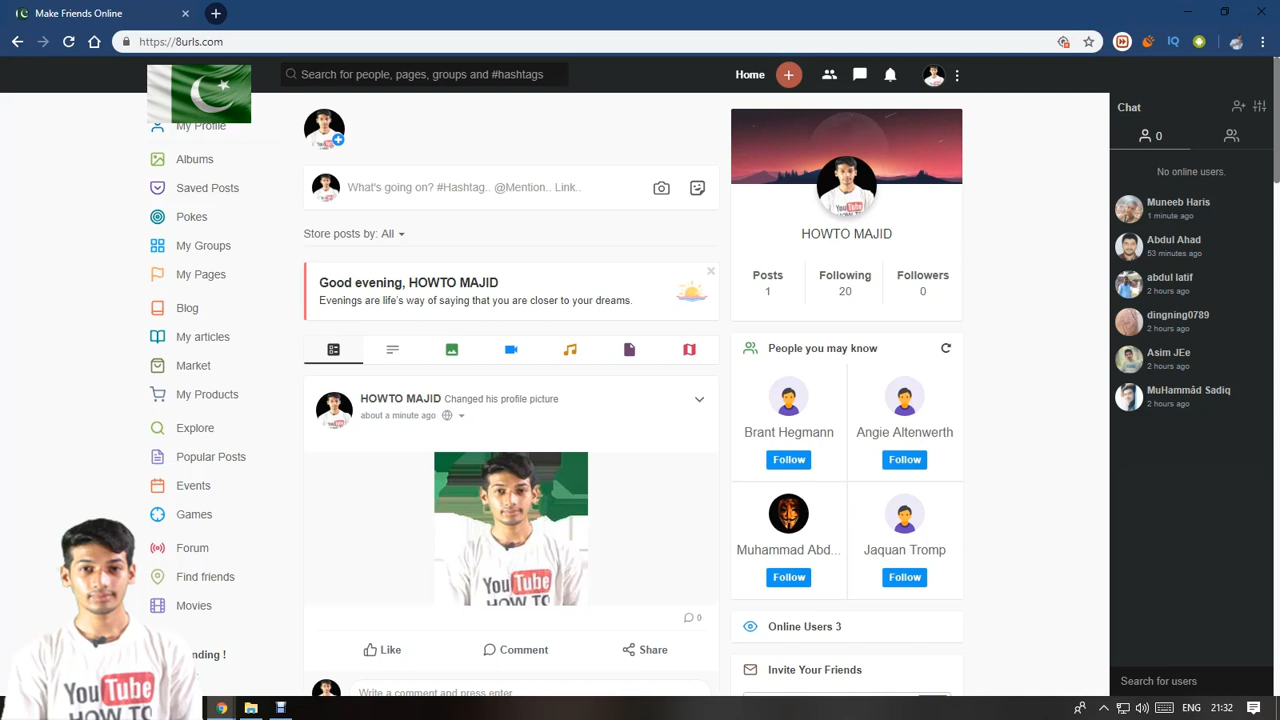 Make Friends Online
https://8urls.com
IQ
Search for people, pages, groups and #hashtags
Home
My Profile
Albums
Saved Posts
Pokes
My Groups
My Pages
Blog
My articles
Market
My Products
Explore
Popular Posts
Events
Games
Forum
Find friends
Movies
nding !
YouTube
What's going on? #Hashtag.. @Mention.. Link..
Store posts by: All
Good evening, HOWTO MAJID
Evenings are life's way of saying that you are closer to your dreams.
HOWTO MAJID Changed his profile picture
about a minute ago
YouTube
HOW TO
0
Like
Comment
Share
Write a comment and press enter
HOWTO MAJID
Posts Following Followers
1 20 0
People you may know
Brant Hegmann
Follow
Angie Altenwerth
Follow
Muhammad Abd...
Follow
Jaquan Tromp
Follow
Online Users 3
Invite Your Friends
Chat
0
No online users.
Muneeb Haris
1 minute ago
Abdul Ahad
53 minutes ago
abdul latif
2 hours ago
dingning0789
2 hours ago
Asim JEe
2 hours ago
MuHammád Sadiq
2 hours ago
Search for users
ENG
21:32